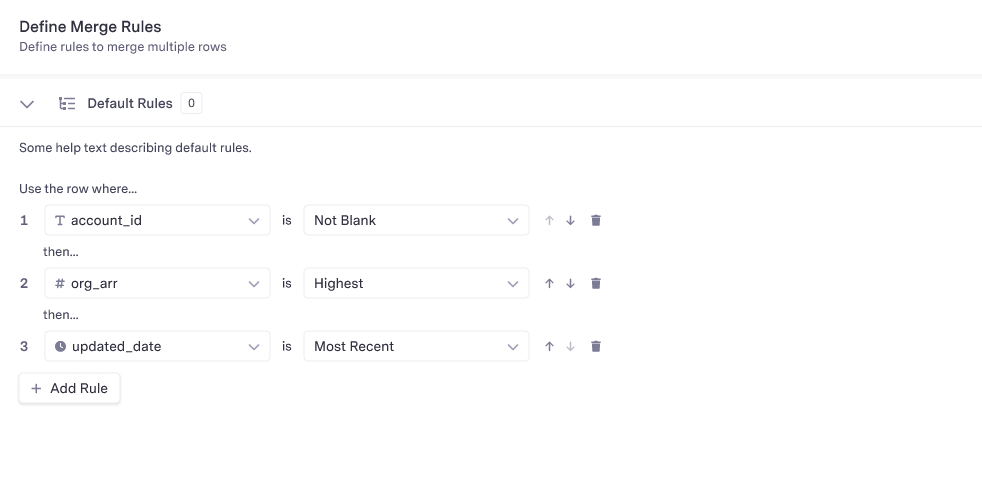 Define Merge Rules
Define rules to merge multiple rows
Default Rules 0
Some help text describing default rules.
Use the row where...
1 account_id is Not Blank
then...
2 # org_arr is Highest
then...
3 updated_date is Most Recent
+ Add Rule